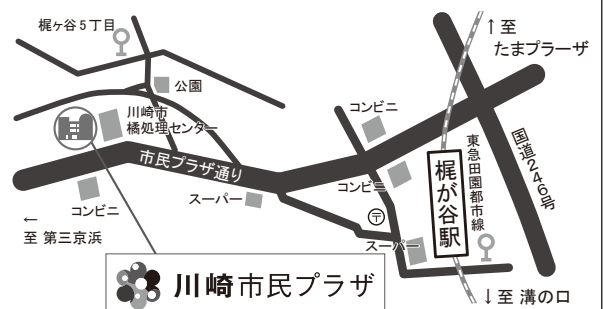 梶ヶ谷5丁目
↑至
たまプラーザ
公園
川崎市
橘処理センター
コンビニ
市民プラザ通り
東急田園都市線
国道246号
コンビニ
梶が谷駅
コンビニ
スーパー
〒
←
至 第三京浜
スーパー
川崎市民プラザ
↓至 溝の口